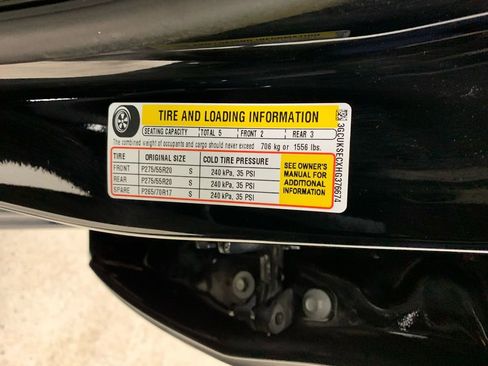 TIRE AND LOADING INFORMATION
SEATING CAPACITY TOTAL 5 FRONT 2 REAR 3
The combined weight of occupants and cargo should never exceed 706 kg or 1556 lbs.
TIRE ORIGINAL SIZE COLD TIRE PRESSURE
FRONT P275/55R20 S 240 kPa, 35 PSI
REAR P275/55R20 S 240 kPa, 35 PSI
SPARE P265/70R17 S 240 kPa, 35 PSI
SEE OWNER'S
MANUAL FOR
ADDITIONAL
INFORMATION
3GCUKSECXHG376674